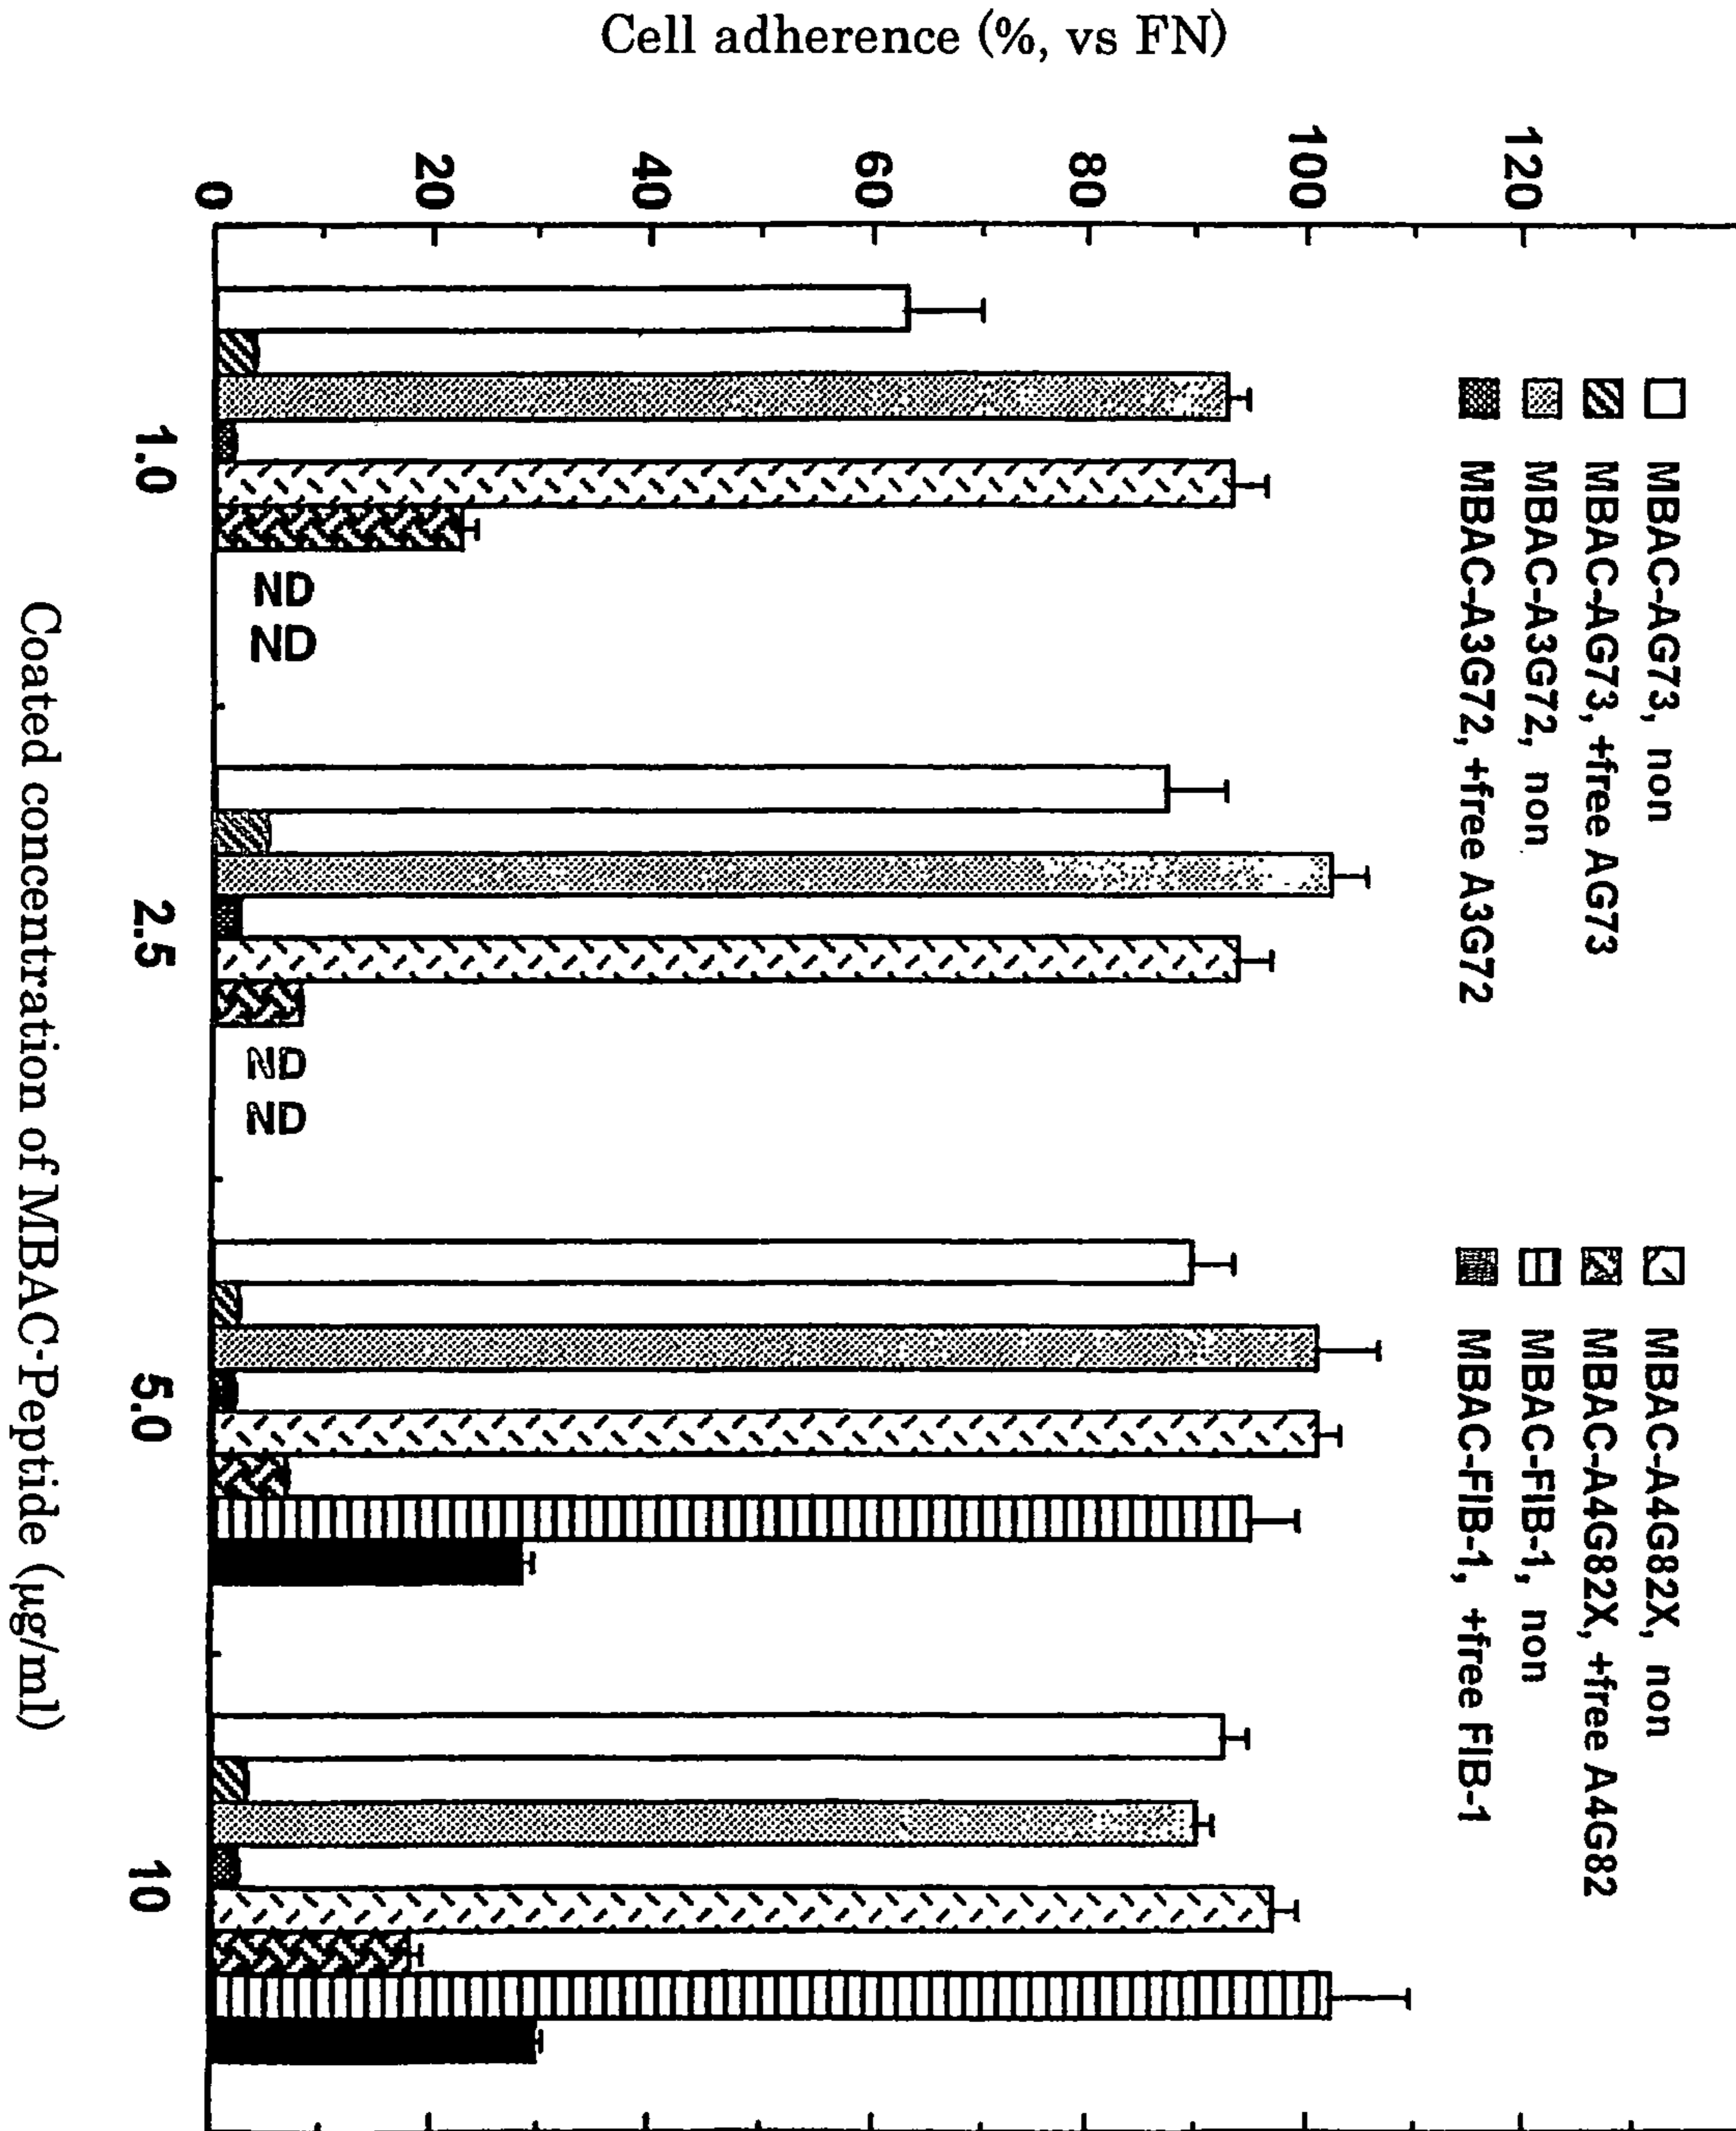 Cell adherence (%, vs FN)
0
20
40
60
80
100
120
MBAC-AG73, non
MBAC-AG73, +free AG73
MBAC-A3G72, non
MBAC-A3G72, +free A3G72
MBAC-A4G82X, non
MBAC-A4G82X, +free A4G82
MBAC-FIB-1, non
MBAC-FIB-1, +free FIB-1
ND
ND
ND
ND
1.0
2.5
5.0
10
Coated concentration of MBAC-Peptide (μg/ml)